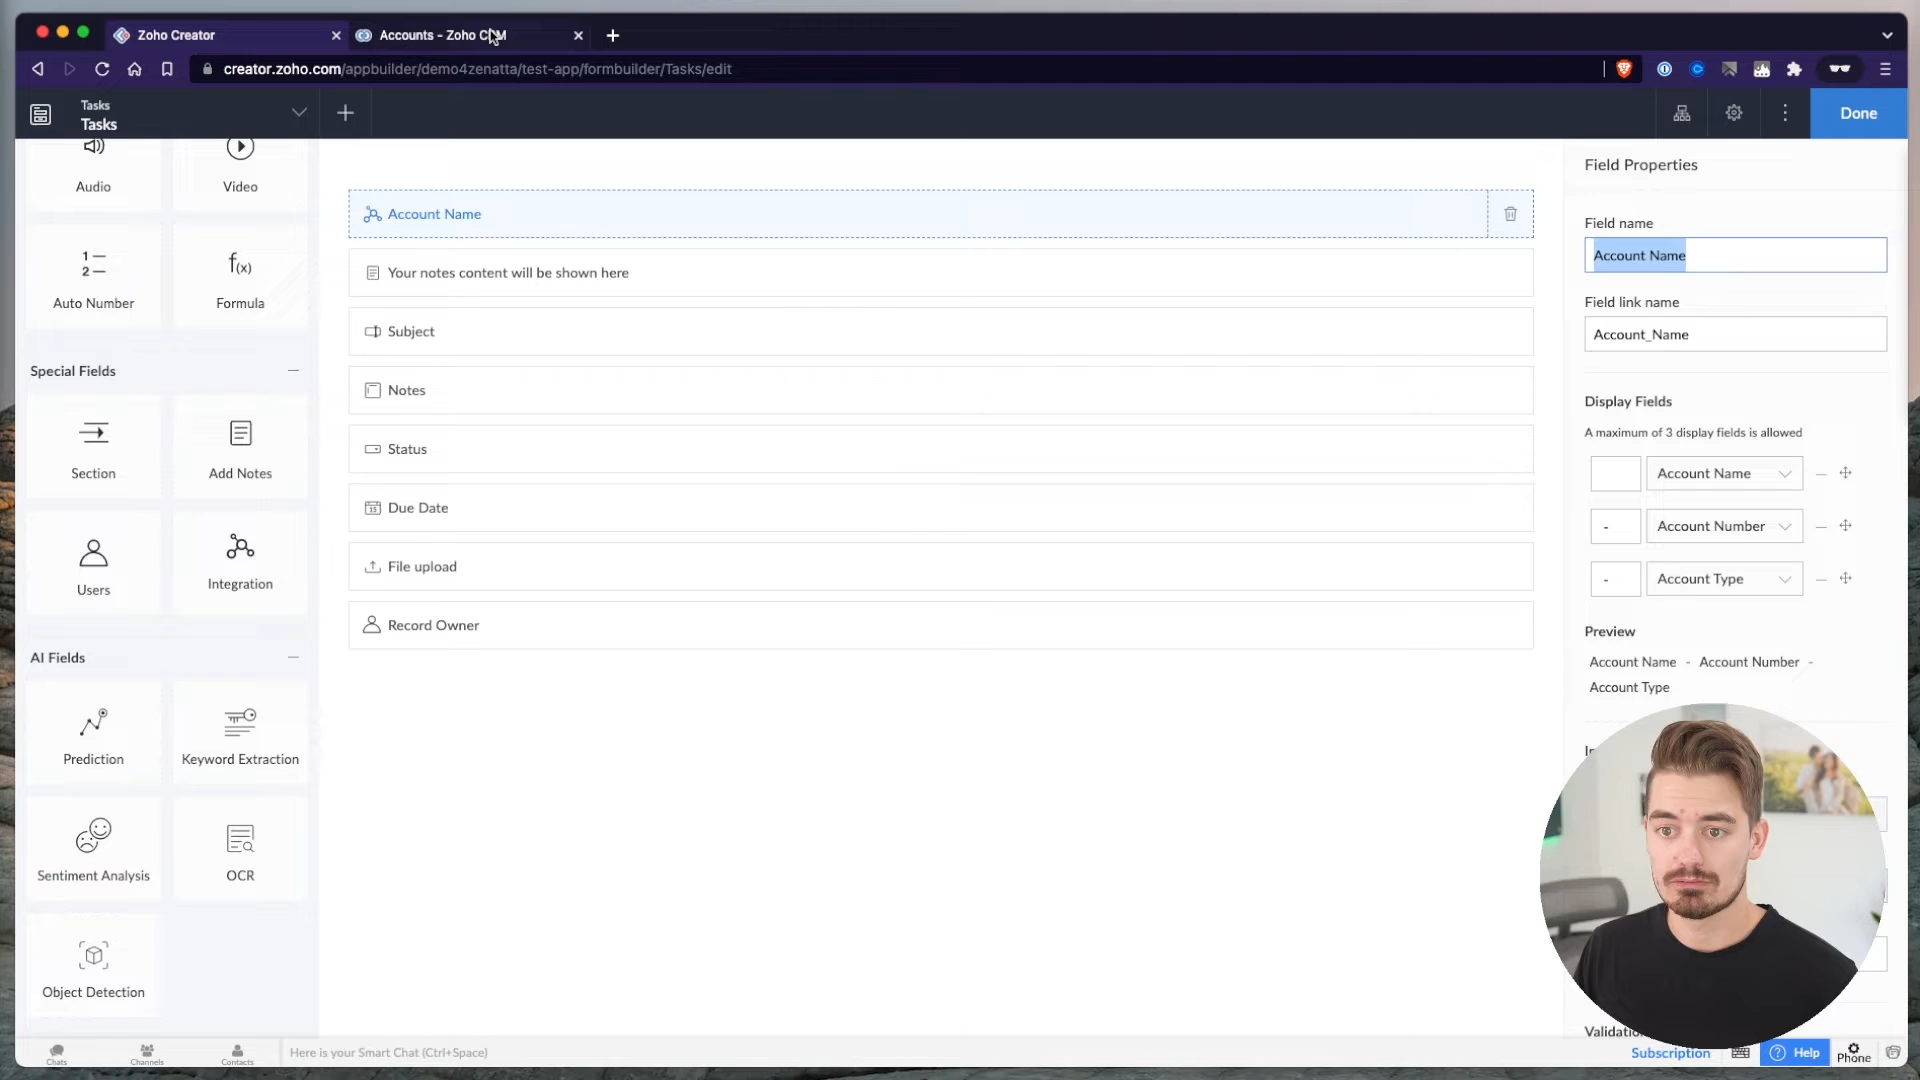 Zoho Creator
Accounts - Zoho CRM
creator.zoho.com/appbuilder/demo4zenatta/test-app/formbuilder/Tasks/edit
Tasks
Tasks
Done
Audio
Video
Auto Number
Formula
Special Fields
Section
Add Notes
Users
Integration
AI Fields
Prediction
Keyword Extraction
Sentiment Analysis
OCR
Object Detection
Account Name
Your notes content will be shown here
Subject
Notes
Status
Due Date
File upload
Record Owner
Field Properties
Field name
Account Name
Field link name
Account_Name
Display Fields
A maximum of 3 display fields is allowed
Account Name
- Account Number
- Account Type
Preview
Account Name - Account Number -
Account Type
Chats
Channels
Contacts
Here is your Smart Chat (Ctrl+Space)
Subscription
Help
Phone